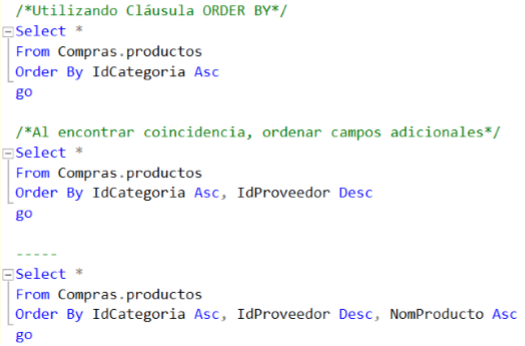 /*Utilizando Cláusula ORDER BY*/
Select *
From Compras.productos
Order By IdCategoria Asc
go
/*Al encontrar coincidencia, ordenar campos adicionales*/
Select *
From Compras.productos
Order By IdCategoria Asc, IdProveedor Desc
go
-----
Select *
From Compras.productos
Order By IdCategoria Asc, IdProveedor Desc, NomProducto Asc
go